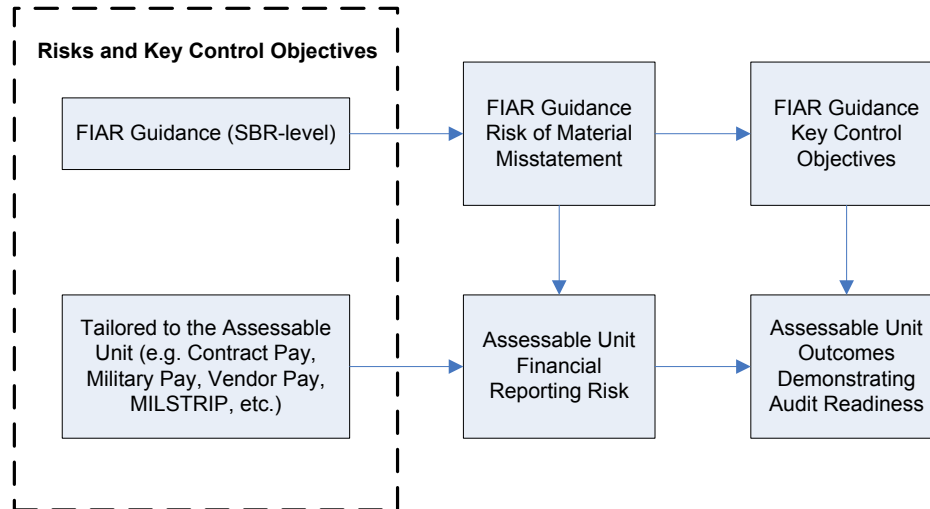 Risks and Key Control Objectives
FIAR Guidance (SBR-level)
FIAR Guidance
Risk of Material
Misstatement
FIAR Guidance
Key Control
Objectives
Tailored to the Assessable
Unit (e.g. Contract Pay,
Military Pay, Vendor Pay,
MILSTRIP, etc.)
Assessable Unit
Financial
Reporting Risk
Assessable Unit
Outcomes
Demonstrating
Audit Readiness